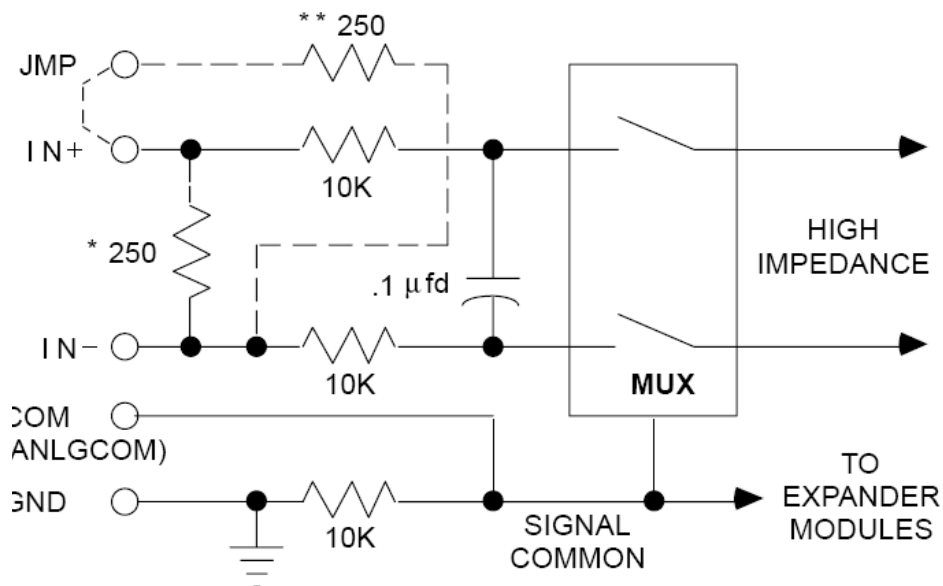 ** 250
JMP
IN+
10K
* 250
.1 μfd
HIGH
IMPEDANCE
IN-
10K
MUX
COM
ANLGCOM)
GND
10K
SIGNAL
COMMON
TO
EXPANDER
MODULES